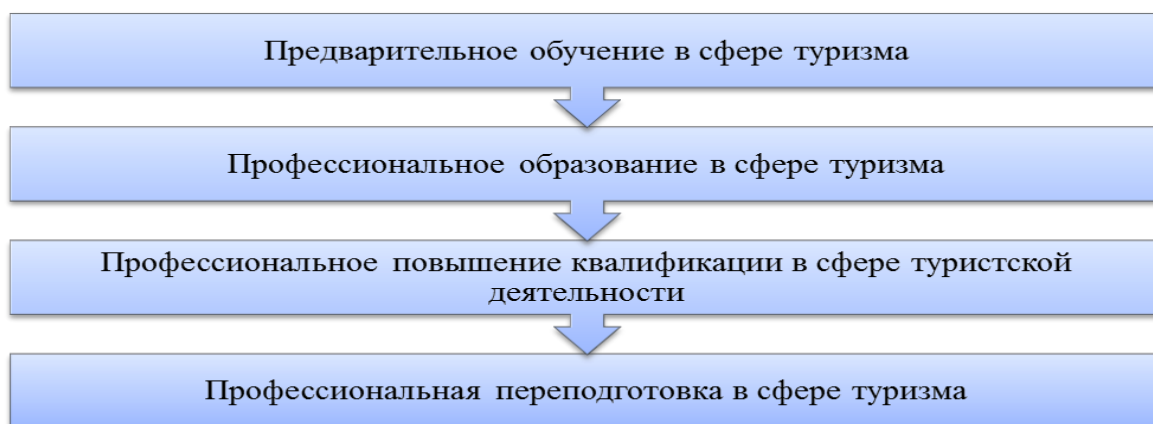 Предварительное обучение в сфере туризма
Профессиональное образование в сфере туризма
Профессиональное повышение квалификации в сфере туристской
деятельности
Профессиональная переподготовка в сфере туризма